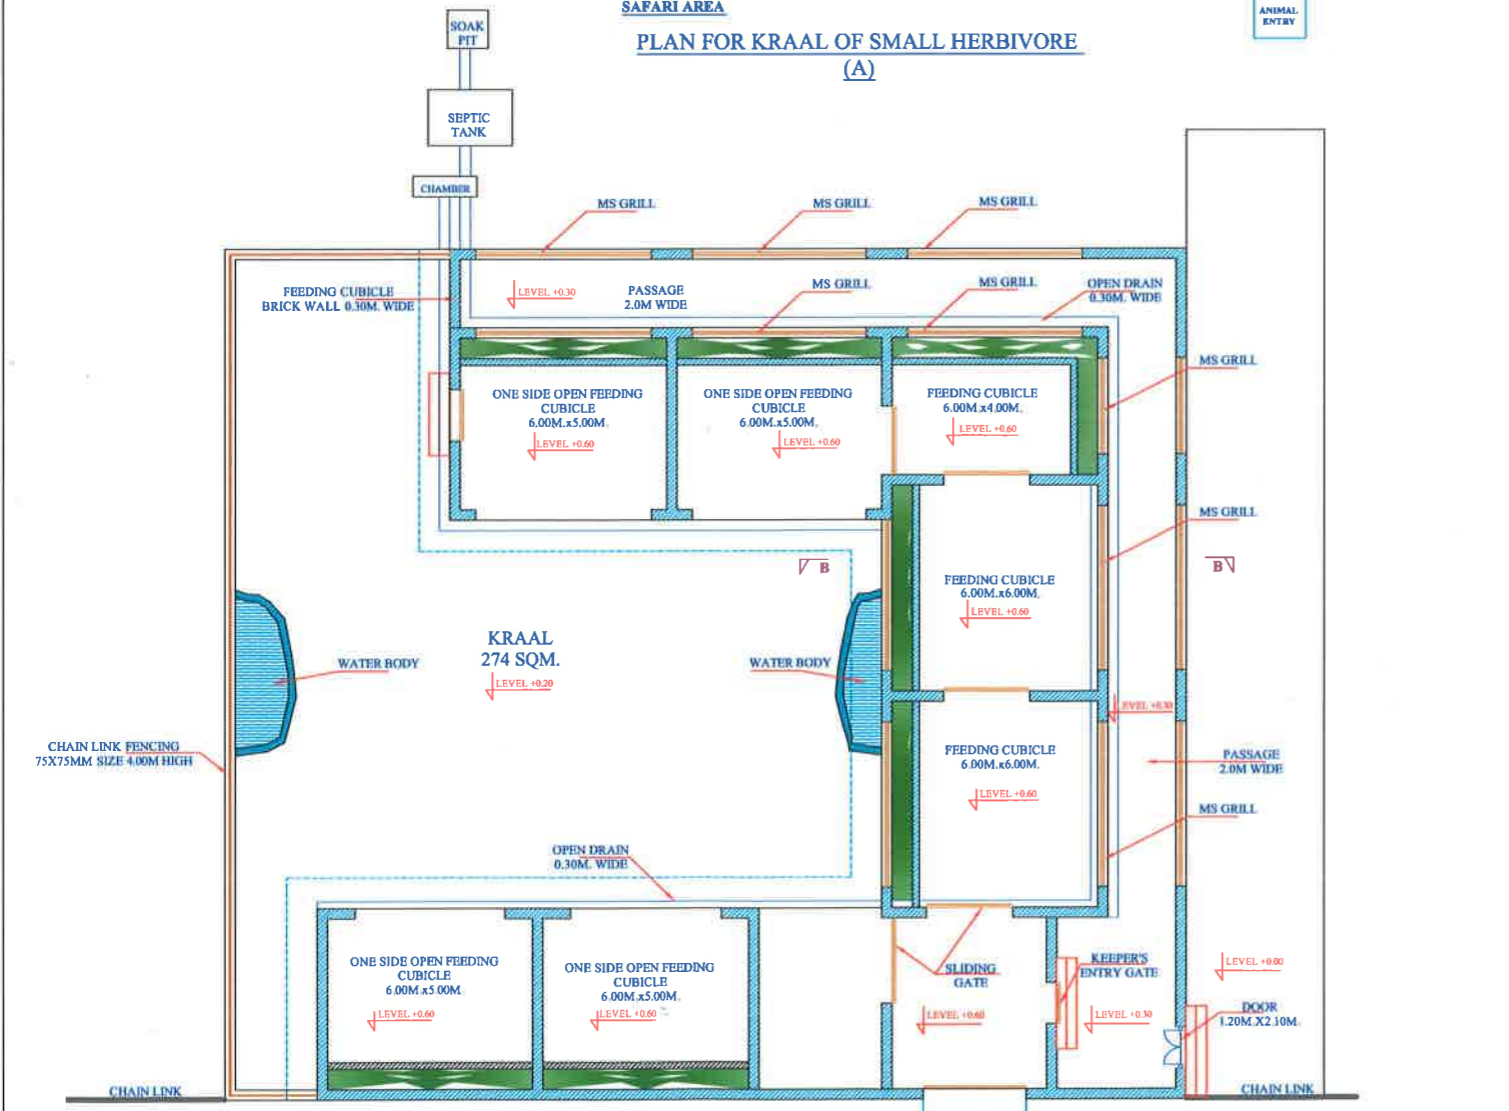 SAFARI AREA
ANIMAL
ENTRY
PLAN FOR KRAAL OF SMALL HERBIVORE
(A)
SOAK
PIT
SEPTIC
TANK
CHAMBER
MS GRILL
MS GRILL
MS GRILL
FEEDING CUBICLE
BRICK WALL 0.30M. WIDE
LEVEL +0.30
PASSAGE
2.0M WIDE
MS GRILL
MS GRILL
OPEN DRAIN
0.30M. WIDE
MS GRILL
ONE SIDE OPEN FEEDING
CUBICLE
6.00M.x5.00M.
LEVEL +0.60
ONE SIDE OPEN FEEDING
CUBICLE
6.00M.x5.00M.
LEVEL +0.60
FEEDING CUBICLE
6.00M.x4.00M.
LEVEL +0.60
MS GRILL
B
B
FEEDING CUBICLE
6.00M.x6.00M.
LEVEL +0.60
KRAAL
274 SQM.
LEVEL +0.20
WATER BODY
WATER BODY
LEVEL +0.30
CHAIN LINK FENCING
75X75MM SIZE 4.00M HIGH
FEEDING CUBICLE
6.00M.x6.00M.
LEVEL +0.60
PASSAGE
2.0M WIDE
MS GRILL
OPEN DRAIN
0.30M. WIDE
ONE SIDE OPEN FEEDING
CUBICLE
6.00M.x5.00M
LEVEL +0.60
ONE SIDE OPEN FEEDING
CUBICLE
6.00M.x5.00M.
LEVEL +0.60
SLIDING
GATE
LEVEL +0.60
KEEPER'S
ENTRY GATE
LEVEL +0.30
LEVEL +0.00
DOOR
1.20M.X2.10M.
CHAIN LINK
CHAIN LINK